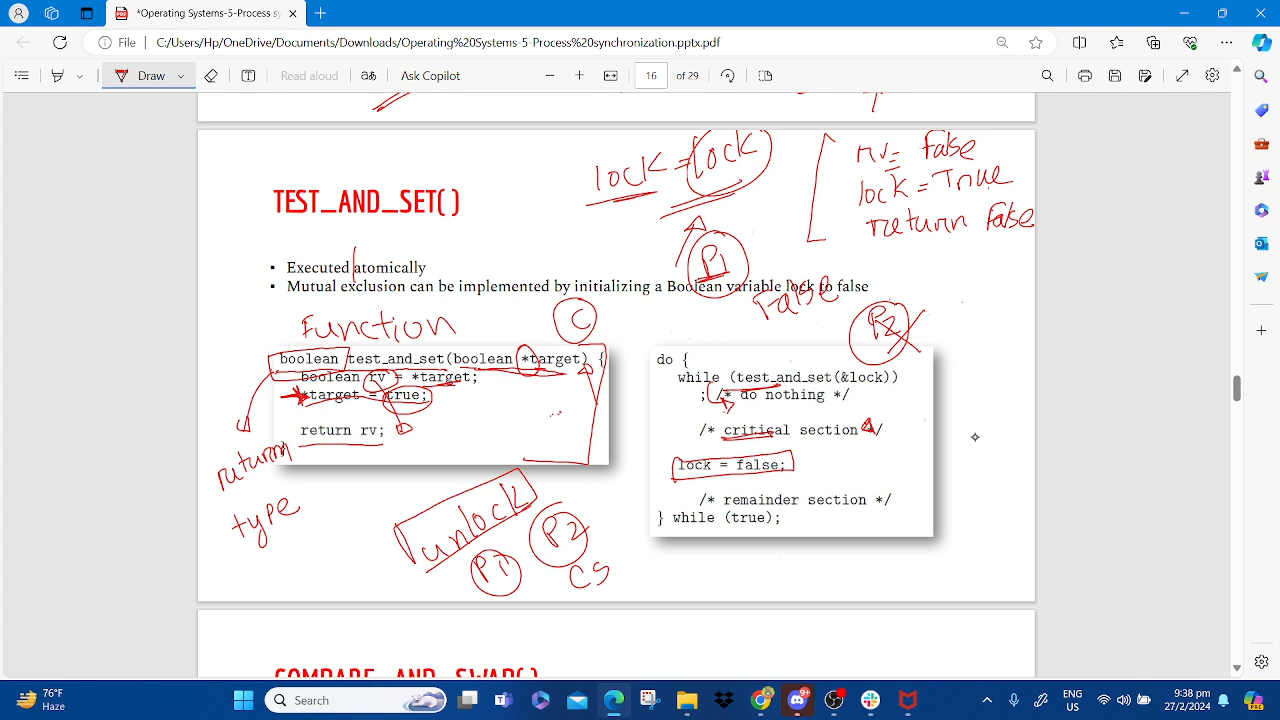 *Operating Systems-5-Process sy
File
C:/Users/Hp/OneDrive/Documents/Downloads/Operating%20Systems-5-Process%20synchronization.pptx.pdf
Draw
Read aloud
Ask Copilot
16
of 29
lock = lock
rv = false
lock = True
return false
TEST_AND_SET( )
P1
▪ Executed atomically
▪ Mutual exclusion can be implemented by initializing a Boolean variable lock to false
False
Function
C
P2
boolean test_and_set(boolean *target) {
boolean rv = *target;
*target = true;
return rv;
do {
while (test_and_set(&lock))
; /* do nothing */
/* critical section */
lock = false;
/* remainder section */
} while (true);
return
type
unlock
P1
P2
CS
COMPARE_AND_SWAP( )
76°F
Haze
Search
ENG
US
9:38 pm
27/2/2024